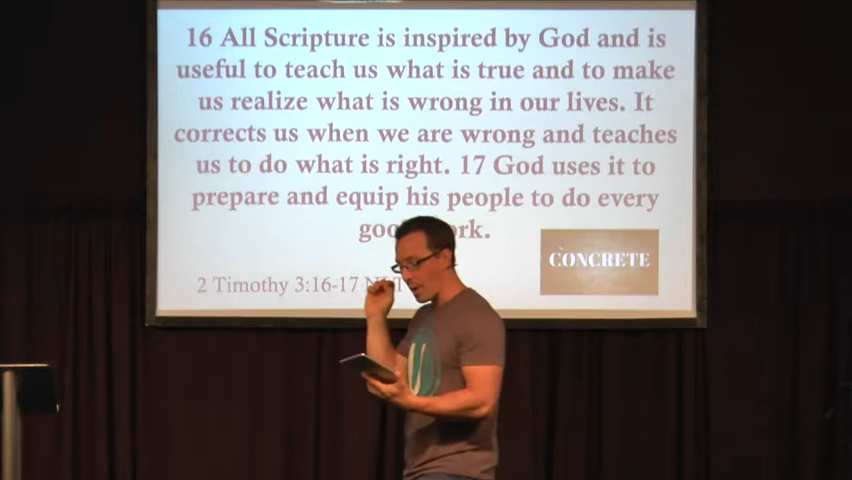 16 All Scripture is inspired by God and is
useful to teach us what is true and to make
us realize what is wrong in our lives. It
corrects us when we are wrong and teaches
us to do what is right. 17 God uses it to
prepare and equip his people to do every
2 Timothy 3:16-17
CONCRETE